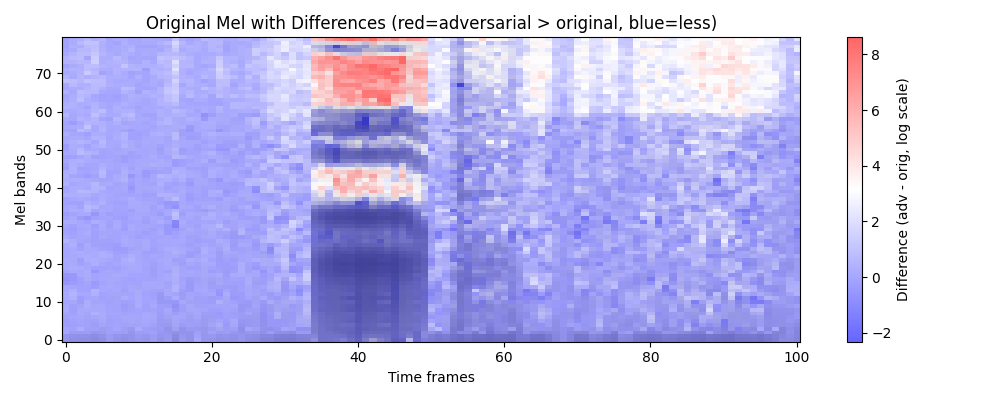 Original Mel with Differences (red=adversarial > original, blue=less)
Mel bands
70
60
50
40
30
20
10
0
0 20 40 60 80 100
Time frames
8
6
4
2
0
−2
Difference (adv - orig, log scale)